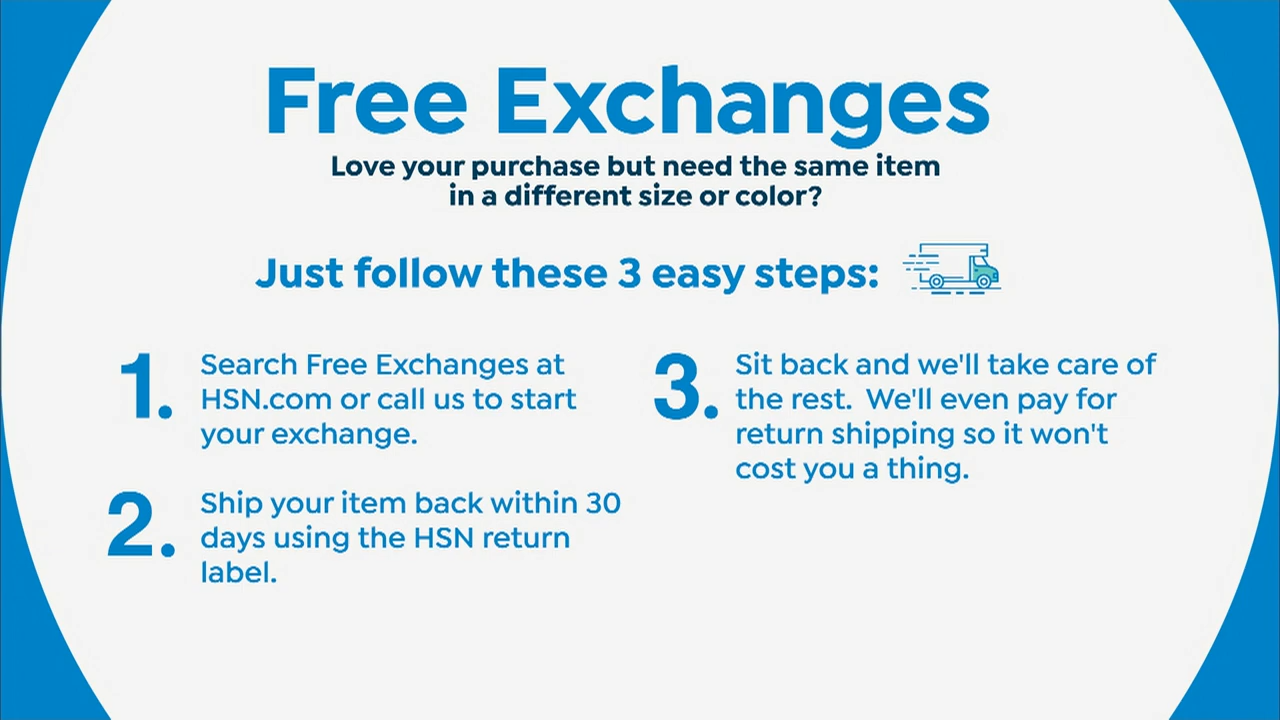 Free Exchanges
Love your purchase but need the same item
in a different size or color?
Just follow these 3 easy steps:
1. Search Free Exchanges at
HSN.com or call us to start
your exchange.
2. Ship your item back within 30
days using the HSN return
label.
3. Sit back and we'll take care of
the rest.  We'll even pay for
return shipping so it won't
cost you a thing.